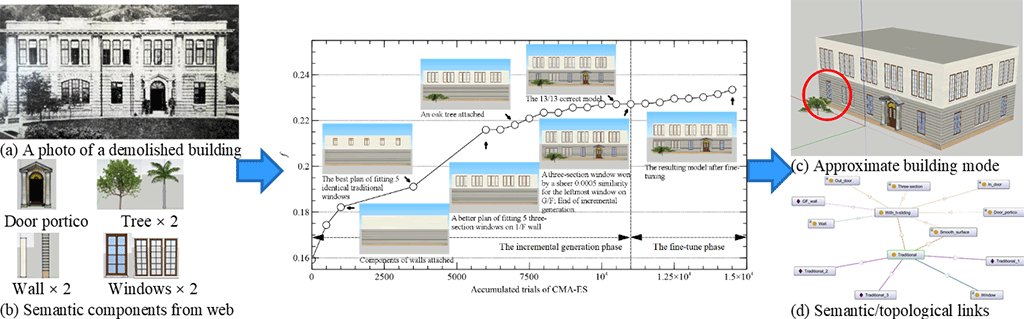 (a) A photo of a demolished building
Door portico
Tree × 2
Wall × 2
Windows × 2
(b) Semantic components from web
0.24
0.22
f
0.2
0.18
0.16
0
2500
5000
7500
10⁴
1.3×10⁴
1.5×10⁴
Accumulated trials of CMA-ES
The best plan of fitting 5
identical traditional
windows
An oak tree attached
The 13/13 correct model
Components of walls attached
A better plan of fitting 5 three-
section windows on 1/F wall
A three-section window won
by a sheer 0.0005 similarity
for the leftmost window on
G/F; find of incremental
generation.
The resulting model after fine-
tuning
The incremental generation phase
The fine-tune phase
(c) Approximate building mode
Out_door
Three-section
In_door
GF_wall
With_building
Door_portico
Wall
Smooth_surface
Traditional
Traditional_2
Traditional_1
Traditional_3
Window
(d) Semantic/topological links